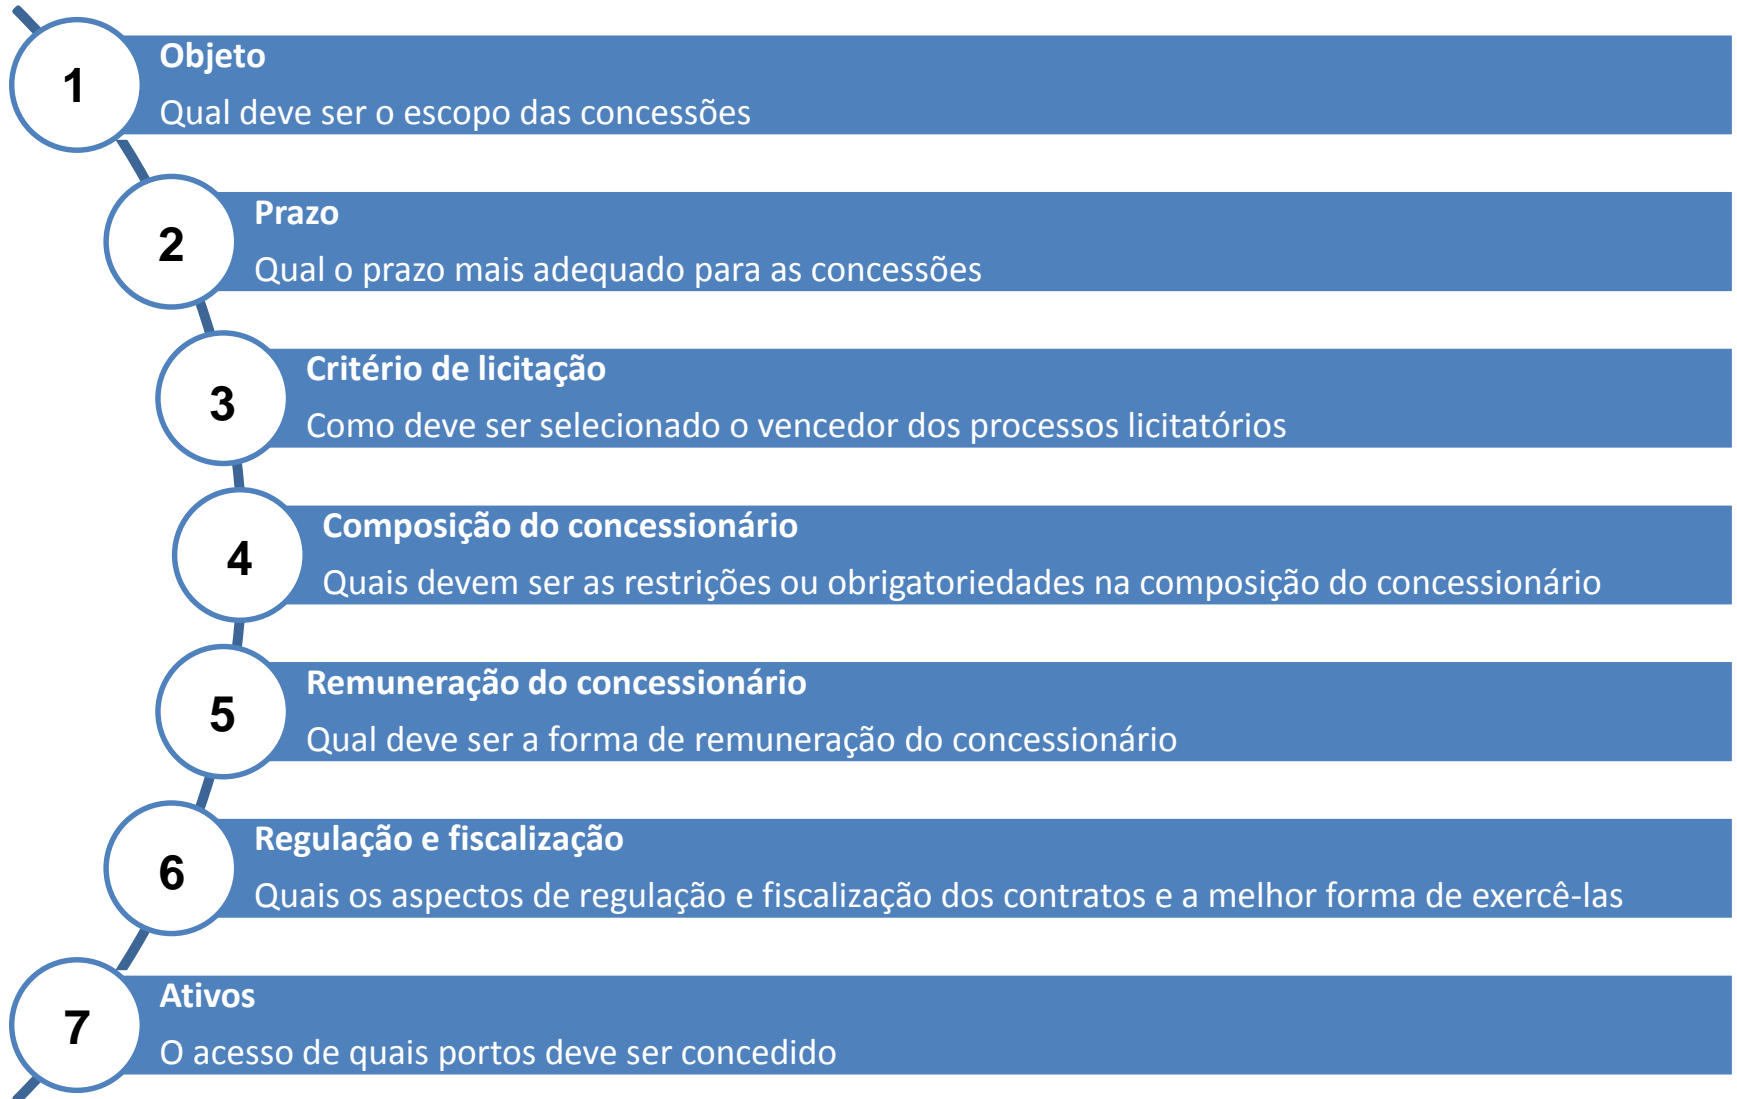 1
Objeto
Qual deve ser o escopo das concessões
2
Prazo
Qual o prazo mais adequado para as concessões
3
Critério de licitação
Como deve ser selecionado o vencedor dos processos licitatórios
4
Composição do concessionário
Quais devem ser as restrições ou obrigatoriedades na composição do concessionário
5
Remuneração do concessionário
Qual deve ser a forma de remuneração do concessionário
6
Regulação e fiscalização
Quais os aspectos de regulação e fiscalização dos contratos e a melhor forma de exercê-las
7
Ativos
O acesso de quais portos deve ser concedido